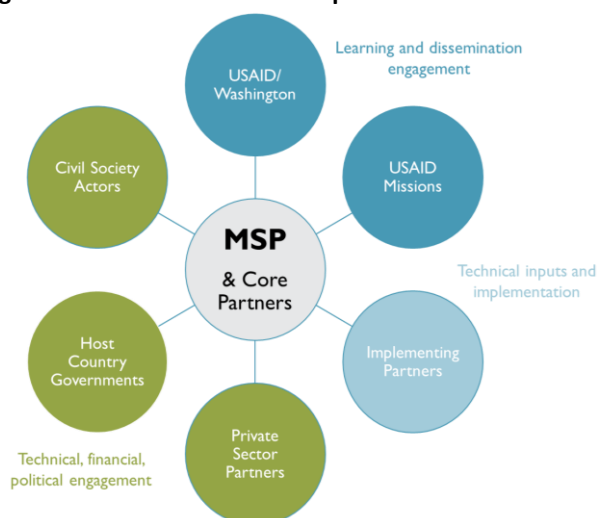 USAID/
Washington
Learning and dissemination
engagement
Civil Society
Actors
USAID
Missions
MSP
& Core
Partners
Technical inputs and
implementation
Host
Country
Governments
Implementing
Partners
Private
Sector
Partners
Technical, financial,
political engagement